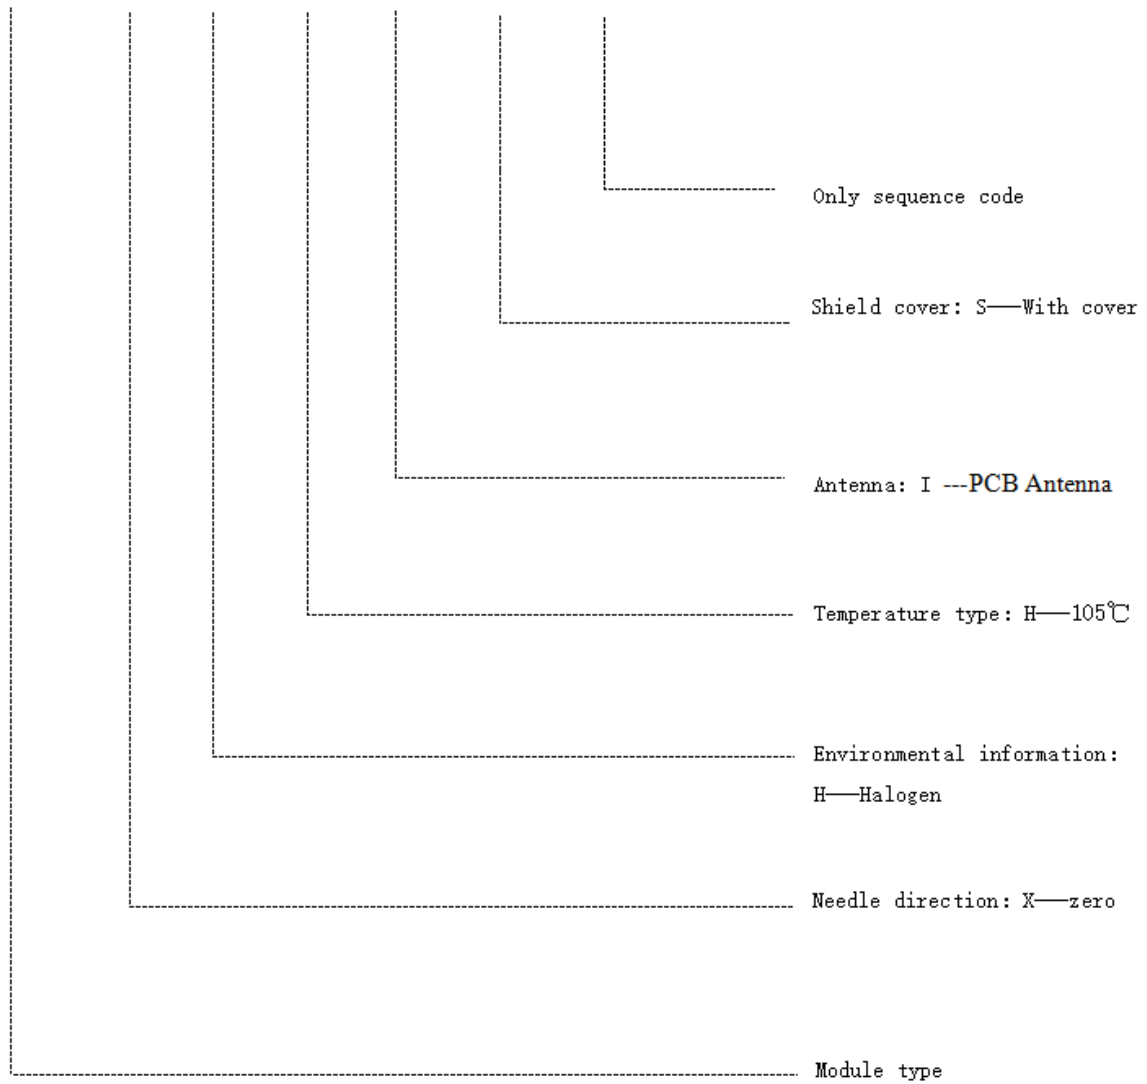 Only sequence code
Shield cover: S——With cover
Antenna: I ---PCB Antenna
Temperature type: H——105℃
Environmental information:
H——Halogen
Needle direction: X——zero
Module type